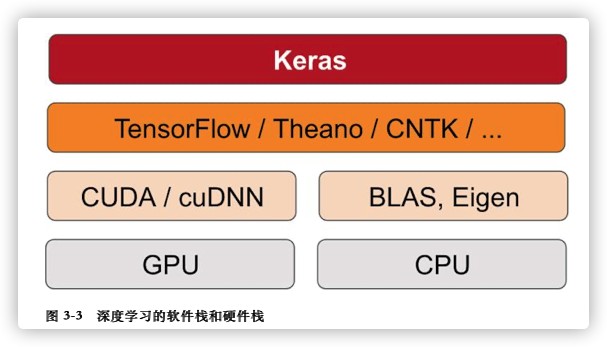 Keras
TensorFlow / Theano / CNTK / ...
CUDA / cuDNN
BLAS, Eigen
GPU
CPU
图 3-3 深度学习的软件栈和硬件栈